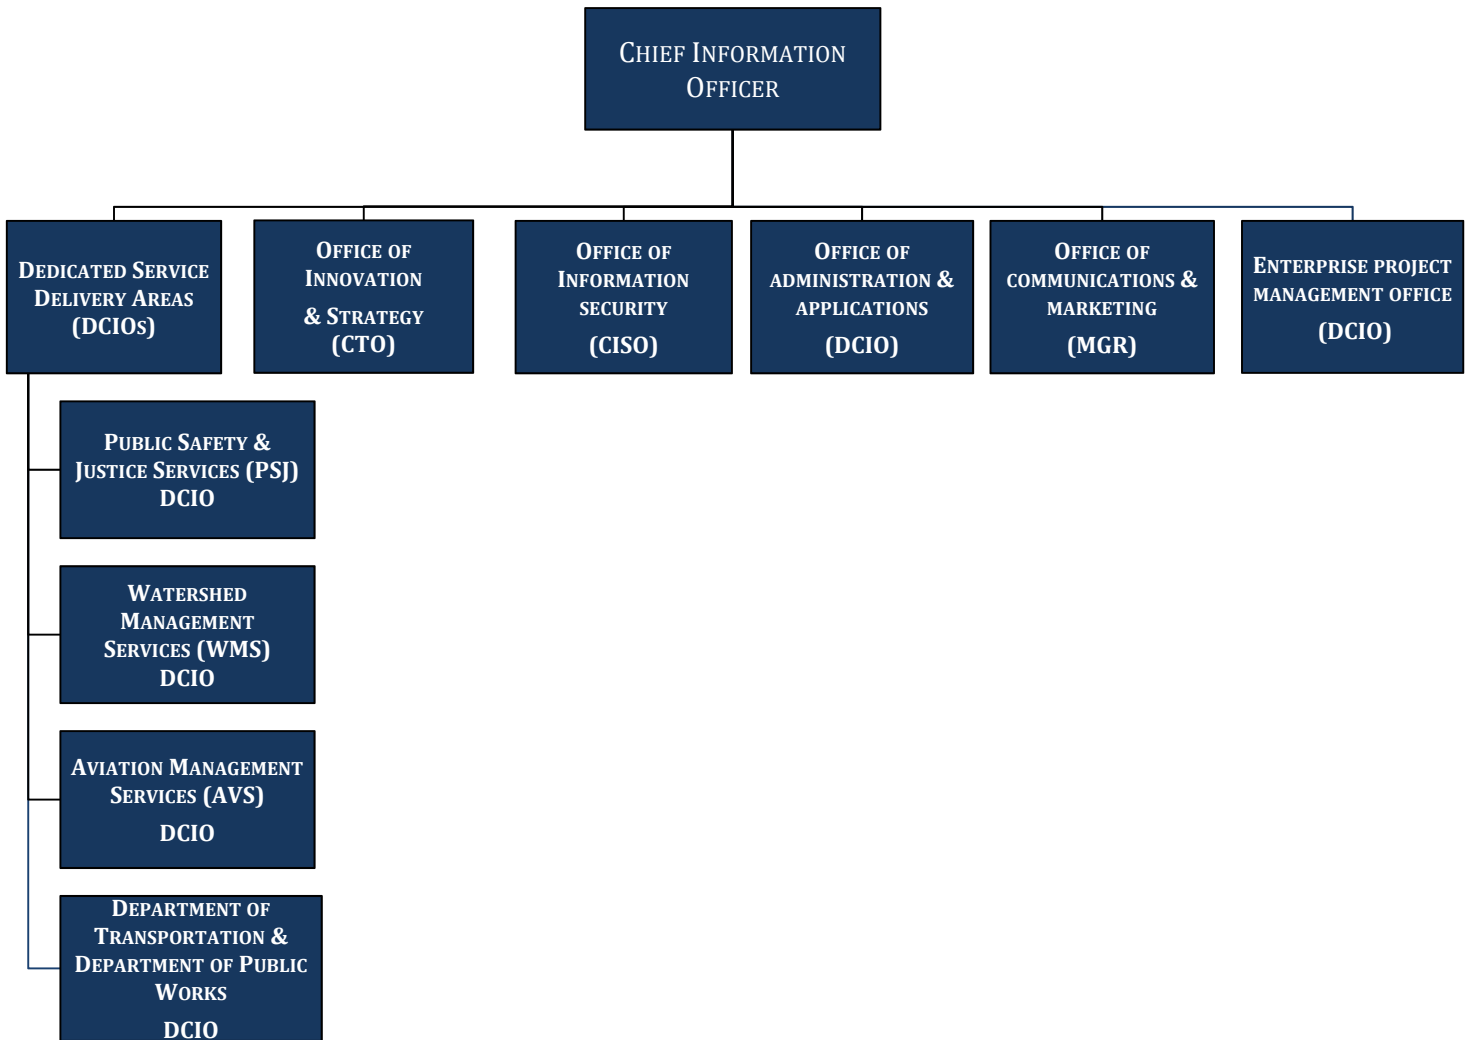 CHIEF INFORMATION
OFFICER
DEDICATED SERVICE
DELIVERY AREAS
(DCIOS)
OFFICE OF
INNOVATION
& STRATEGY
(CTO)
OFFICE OF
INFORMATION
SECURITY
(CISO)
OFFICE OF
ADMINISTRATION &
APPLICATIONS
(DCIO)
OFFICE OF
COMMUNICATIONS &
MARKETING
(MGR)
ENTERPRISE PROJECT
MANAGEMENT OFFICE
(DCIO)
PUBLIC SAFETY &
JUSTICE SERVICES (PSJ)
DCIO
WATERSHED
MANAGEMENT
SERVICES (WMS)
DCIO
AVIATION MANAGEMENT
SERVICES (AVS)
DCIO
DEPARTMENT OF
TRANSPORTATION &
DEPARTMENT OF PUBLIC
WORKS
DCIO